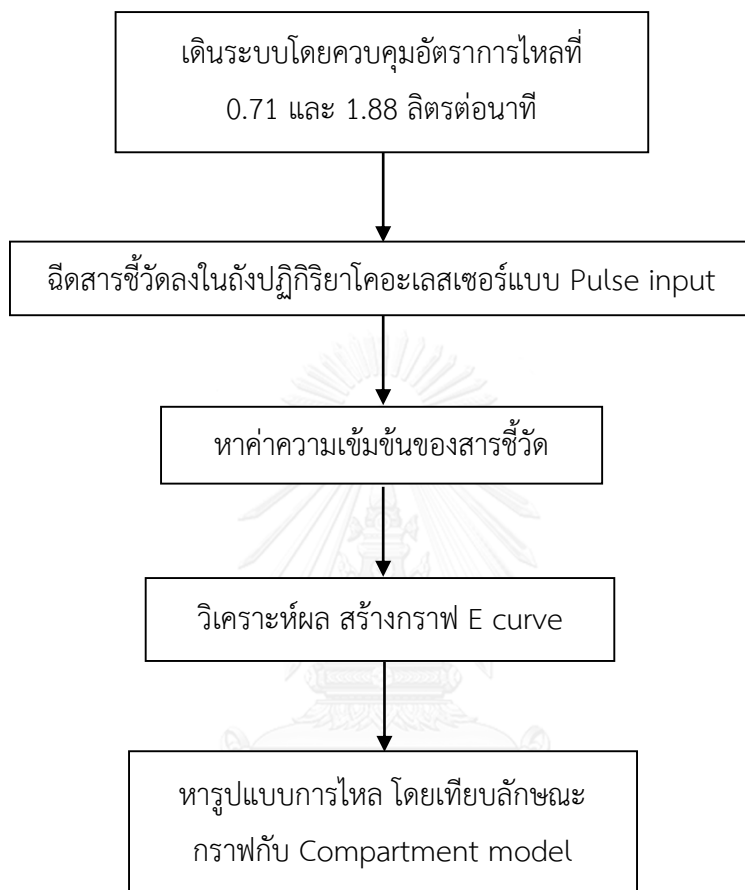 เดินระบบโดยควบคุมอัตราการไหลที่
0.71 และ 1.88 ลิตรต่อนาที
ฉีดสารชี้วัดลงในถังปฏิกิริยาโคอะเลสเซอร์แบบ Pulse input
หาค่าความเข้มข้นของสารชี้วัด
วิเคราะห์ผล สร้างกราฟ E curve
หารูปแบบการไหล โดยเทียบลักษณะ
กราฟกับ Compartment model